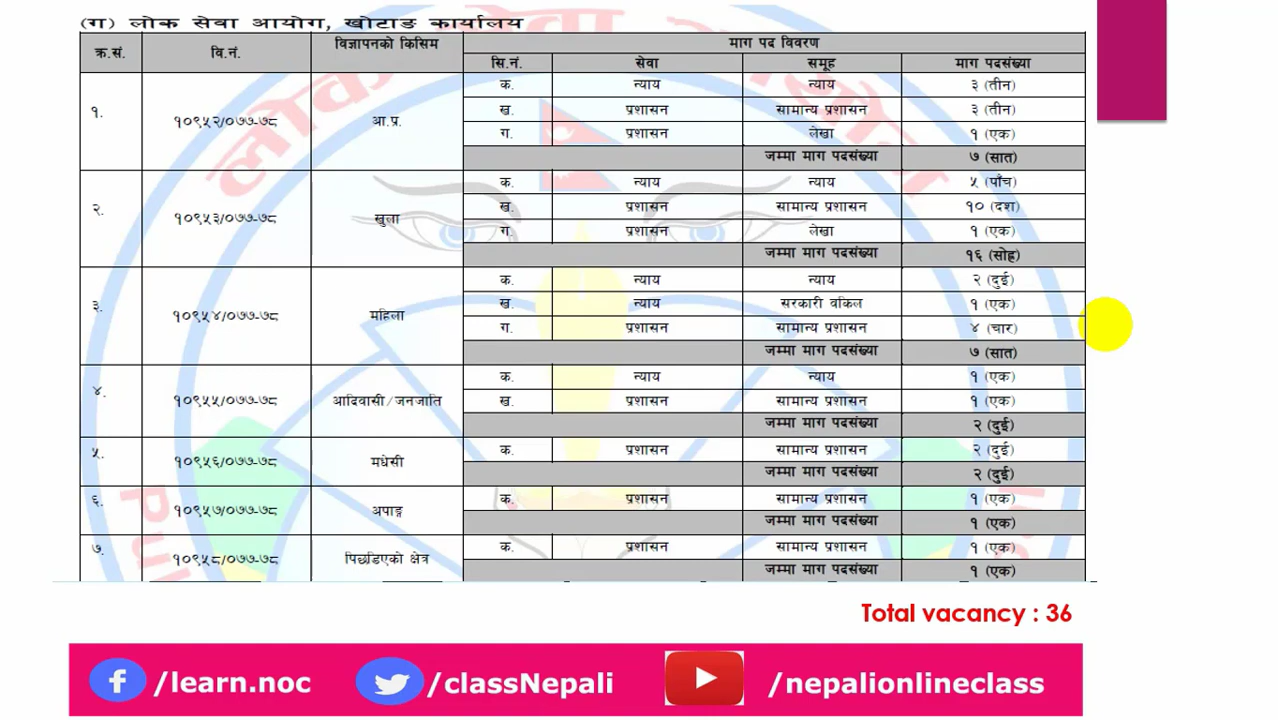 (ग) लोक सेवा आयोग, खोटाङ कार्यालय
क्र.सं. वि.नं. विज्ञापनको किसिम माग पद विवरण
सि.नं. सेवा समूह माग पदसंख्या
१. १०९५२/०७७-७८ आ.प्र. क. न्याय न्याय ३ (तीन)
ख. प्रशासन सामान्य प्रशासन ३ (तीन)
ग. प्रशासन लेखा १ (एक)
जम्मा माग पदसंख्या ७ (सात)
२. १०९५३/०७७-७८ खुला क. न्याय न्याय ५ (पाँच)
ख. प्रशासन सामान्य प्रशासन १० (दश)
ग. प्रशासन लेखा १ (एक)
जम्मा माग पदसंख्या १६ (सोह्र)
३. १०९५४/०७७-७८ महिला क. न्याय न्याय २ (दुई)
ख. न्याय सरकारी वकिल १ (एक)
ग. प्रशासन सामान्य प्रशासन ४ (चार)
जम्मा माग पदसंख्या ७ (सात)
४. १०९५५/०७७-७८ आदिवासी/जनजाति क. न्याय न्याय १ (एक)
ख. प्रशासन सामान्य प्रशासन १ (एक)
जम्मा माग पदसंख्या २ (दुई)
५. १०९५६/०७७-७८ मधेसी क. प्रशासन सामान्य प्रशासन २ (दुई)
जम्मा माग पदसंख्या २ (दुई)
६. १०९५७/०७७-७८ अपाङ्ग क. प्रशासन सामान्य प्रशासन १ (एक)
जम्मा माग पदसंख्या १ (एक)
७. १०९५८/०७७-७८ पिछडिएको क्षेत्र क. प्रशासन सामान्य प्रशासन १ (एक)
जम्मा माग पदसंख्या १ (एक)
Total vacancy : 36
/learn.noc /classNepali /nepalionlineclass